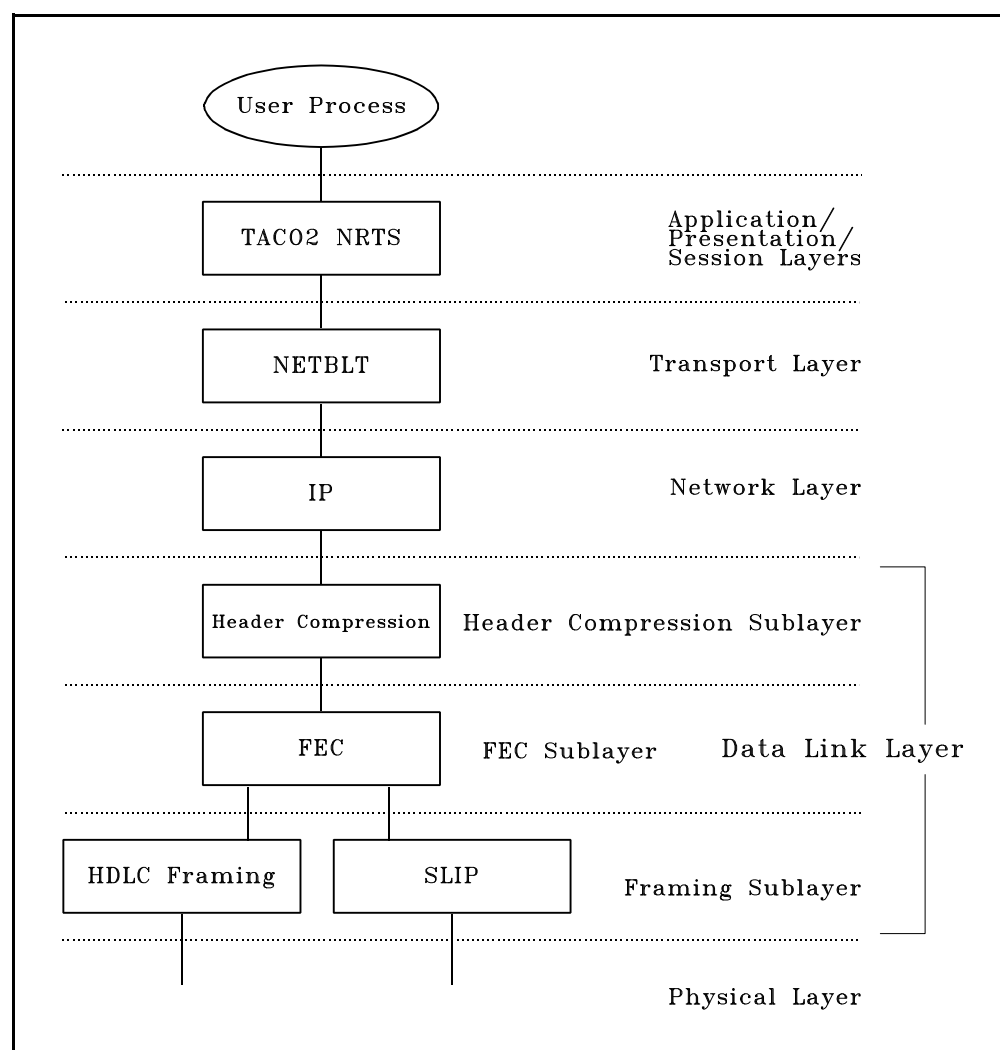 User Process
TACO2 NRTS
Application/
Presentation/
Session Layers
NETBLT
Transport Layer
IP
Network Layer
Header Compression
Header Compression Sublayer
FEC
FEC Sublayer
Data Link Layer
HDLC Framing
SLIP
Framing Sublayer
Physical Layer